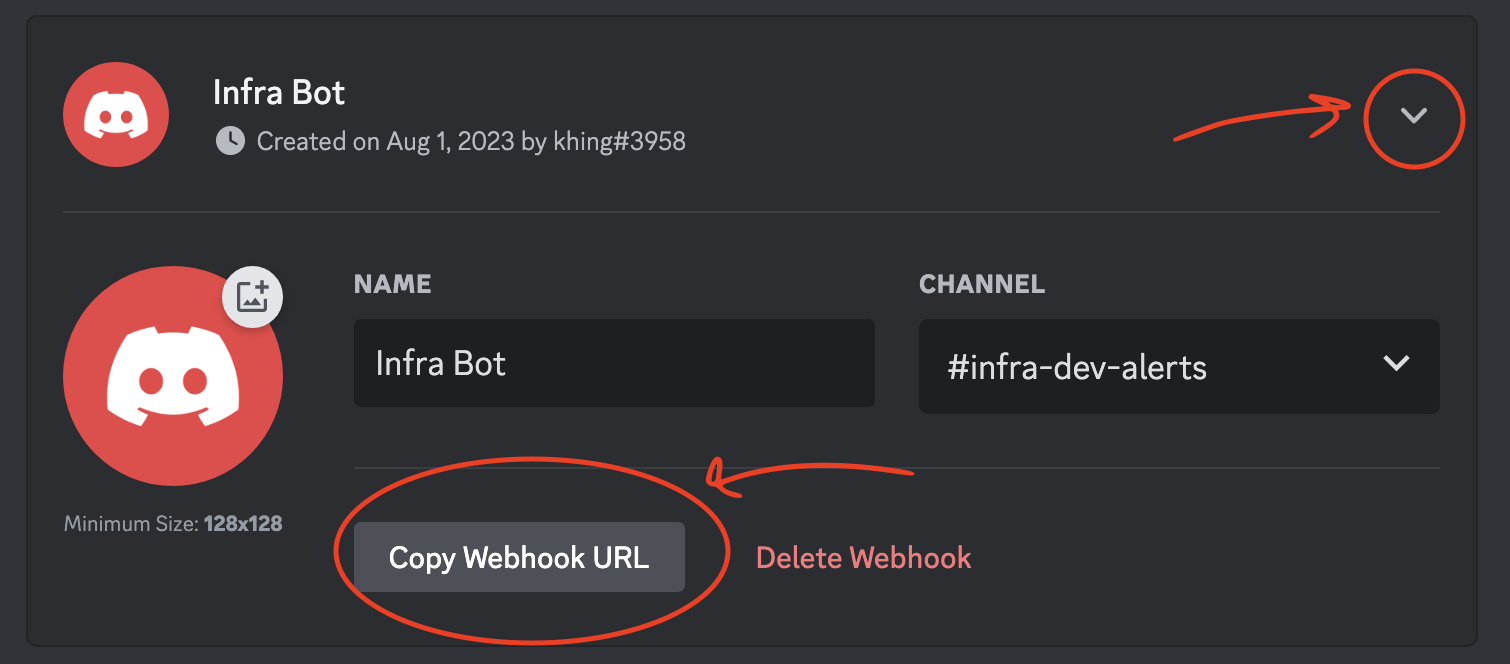 Infra Bot
Created on Aug 1, 2023 by khing#3958
NAME
CHANNEL
Infra Bot
#infra-dev-alerts
Minimum Size: 128x128
Copy Webhook URL
Delete Webhook